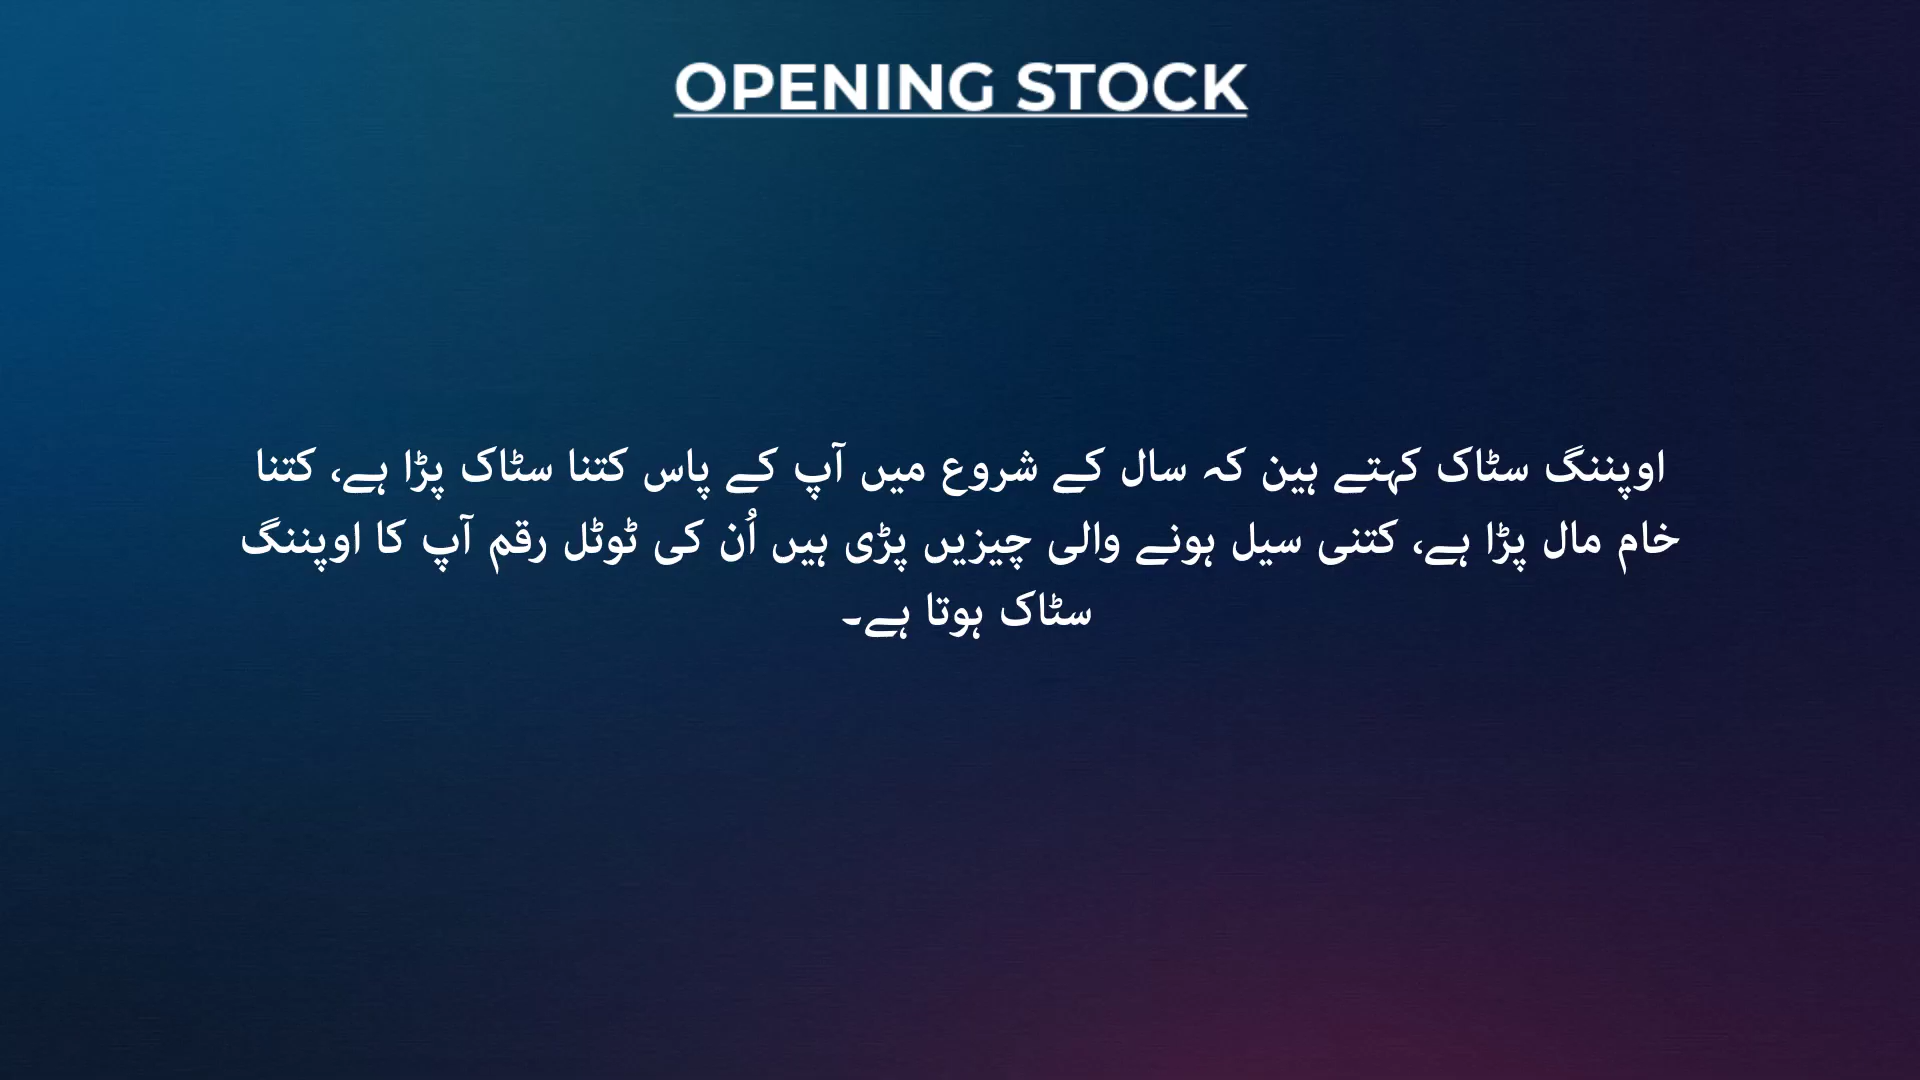 OPENING STOCK
اوپننگ سٹاک کہتے ہین کہ سال کے شروع میں آپ کے پاس کتنا سٹاک پڑا ہے، کتنا
خام مال پڑا ہے، کتنی سیل ہونے والی چیزیں پڑی ہیں اُن کی ٹوٹل رقم آپ کا اوپننگ
سٹاک ہوتا ہے۔